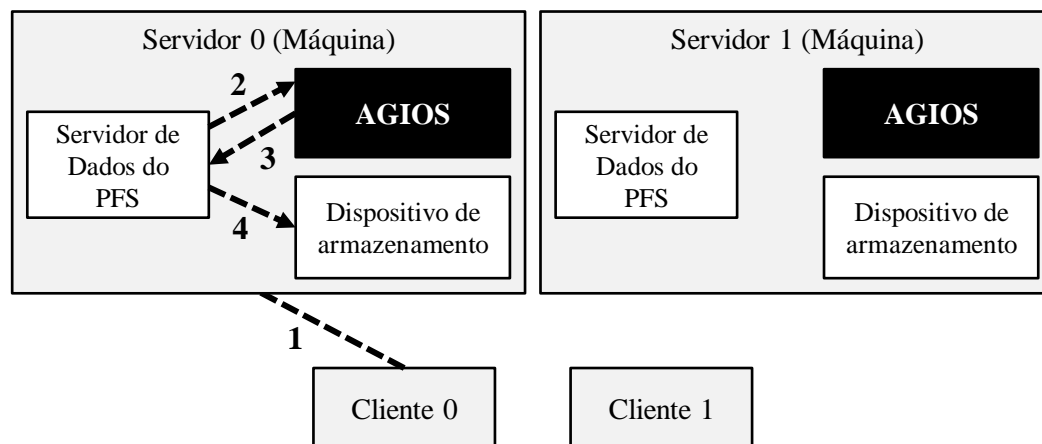 Servidor 0 (Máquina)
2
AGIOS
Servidor de
Dados do
PFS
3
4
Dispositivo de
armazenamento
Servidor 1 (Máquina)
AGIOS
Servidor de
Dados do
PFS
Dispositivo de
armazenamento
1
Cliente 0
Cliente 1